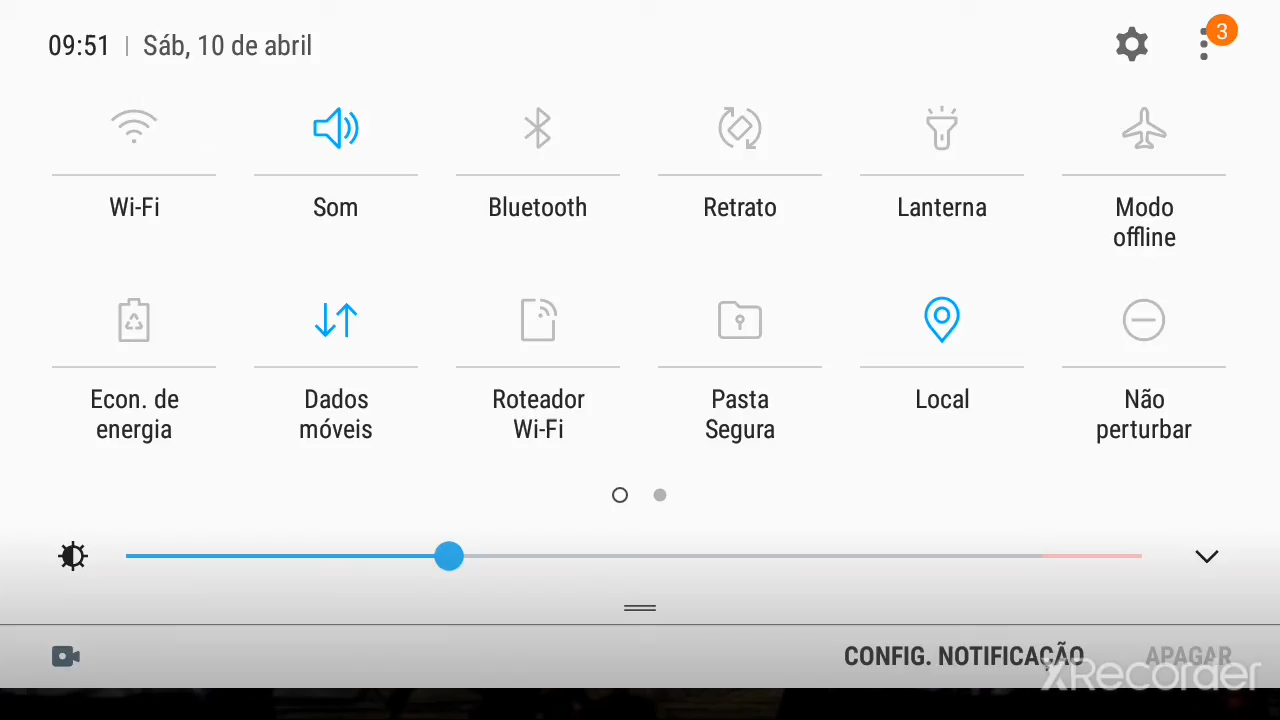 09:51 | Sáb, 10 de abril
3
Wi-Fi
Som
Bluetooth
Retrato
Lanterna
Modo
offline
Econ. de
energia
Dados
móveis
Roteador
Wi-Fi
Pasta
Segura
Local
Não
perturbar
CONFIG. NOTIFICAÇÃO
APAGAR
XRecorder